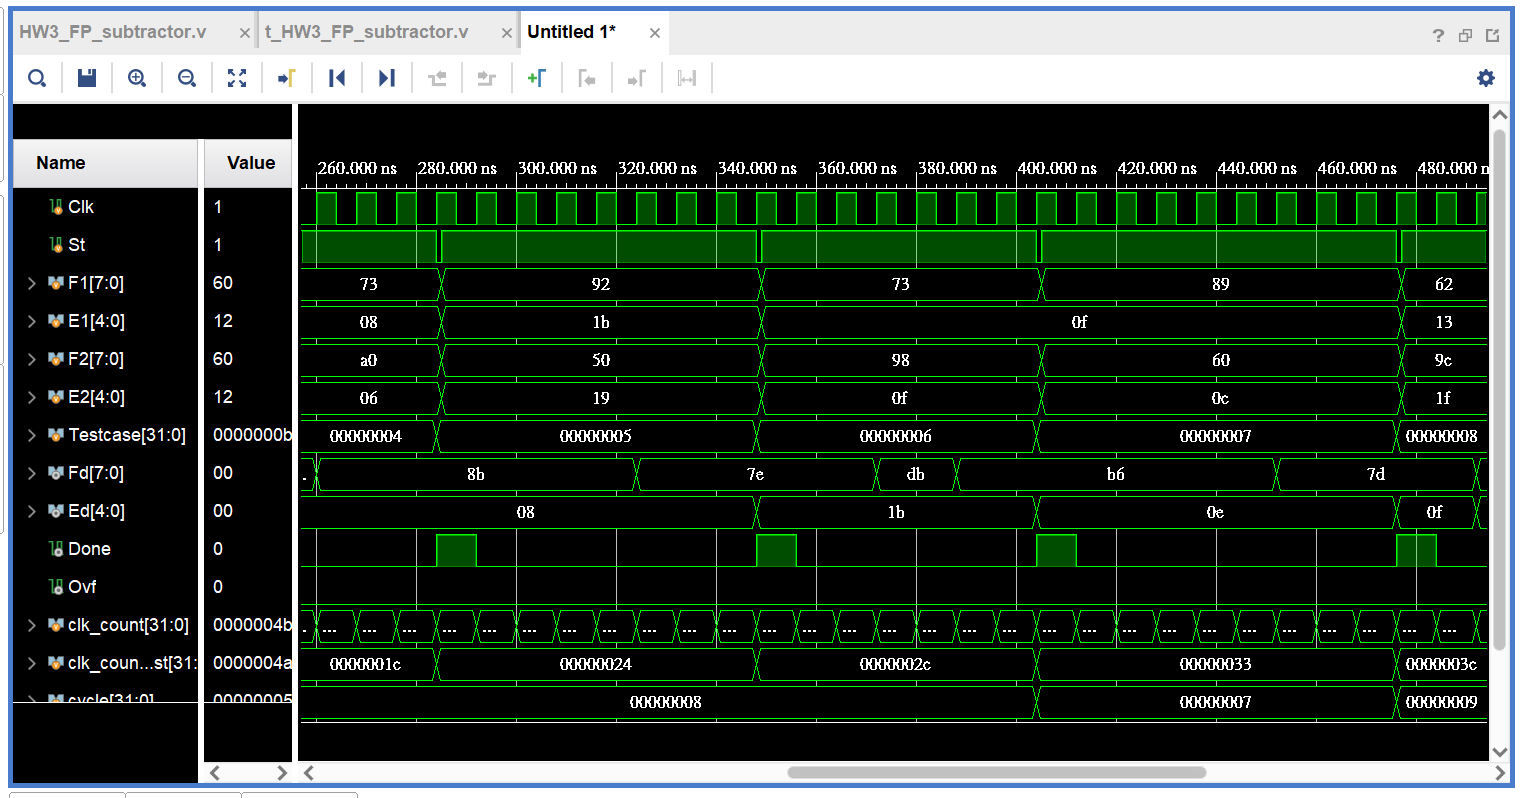 HW3_FP_subtractor.v × t_HW3_FP_subtractor.v × Untitled 1* × ?
Name Value 260.000 ns 280.000 ns 300.000 ns 320.000 ns 340.000 ns 360.000 ns 380.000 ns 400.000 ns 420.000 ns 440.000 ns 460.000 ns 480.000 n
Clk 1
St 1
F1[7:0] 60 73 92 73 89 62
E1[4:0] 12 08 1b 0f 13
F2[7:0] 60 a0 50 98 60 9c
E2[4:0] 12 06 19 0f 0c 1f
Testcase[31:0] 0000000b 00000004 00000005 00000006 00000007 00000008
Fd[7:0] 00 . 8b 7e db b6 7d
Ed[4:0] 00 08 1b 0e 0f
Done 0
Ovf 0
clk_count[31:0] 0000004b . ... ... ... ... ... ... ... ... ... ... ... ... ... ... ... ... ... ... ... ... ... ... ... ... ... ... ... ... ...
clk_coun...st[31: 0000004a 0000001c 00000024 0000002c 00000033 0000003c
cycle[31:0] 00000005 00000008 00000007 00000009